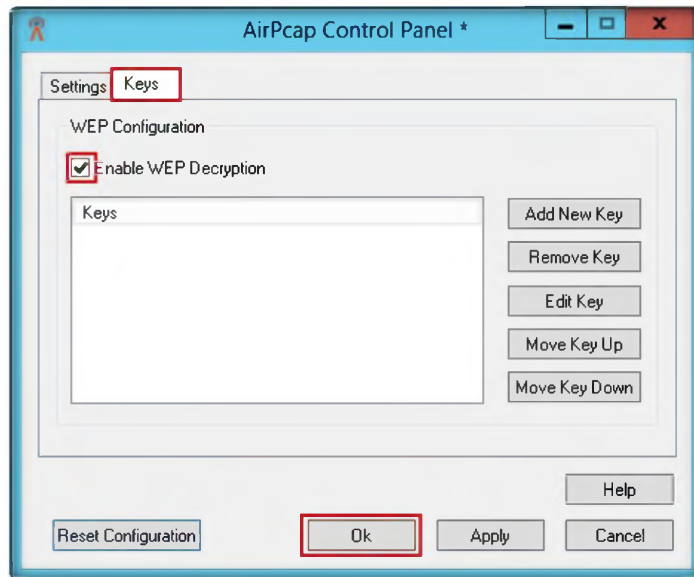 AirPcap Control Panel *
Settings Keys
WEP Configuration
Enable WEP Decryption
Keys
Add New Key
Remove Key
Edit Key
Move Key Up
Move Key Down
Help
Reset Configuration Ok Apply Cancel